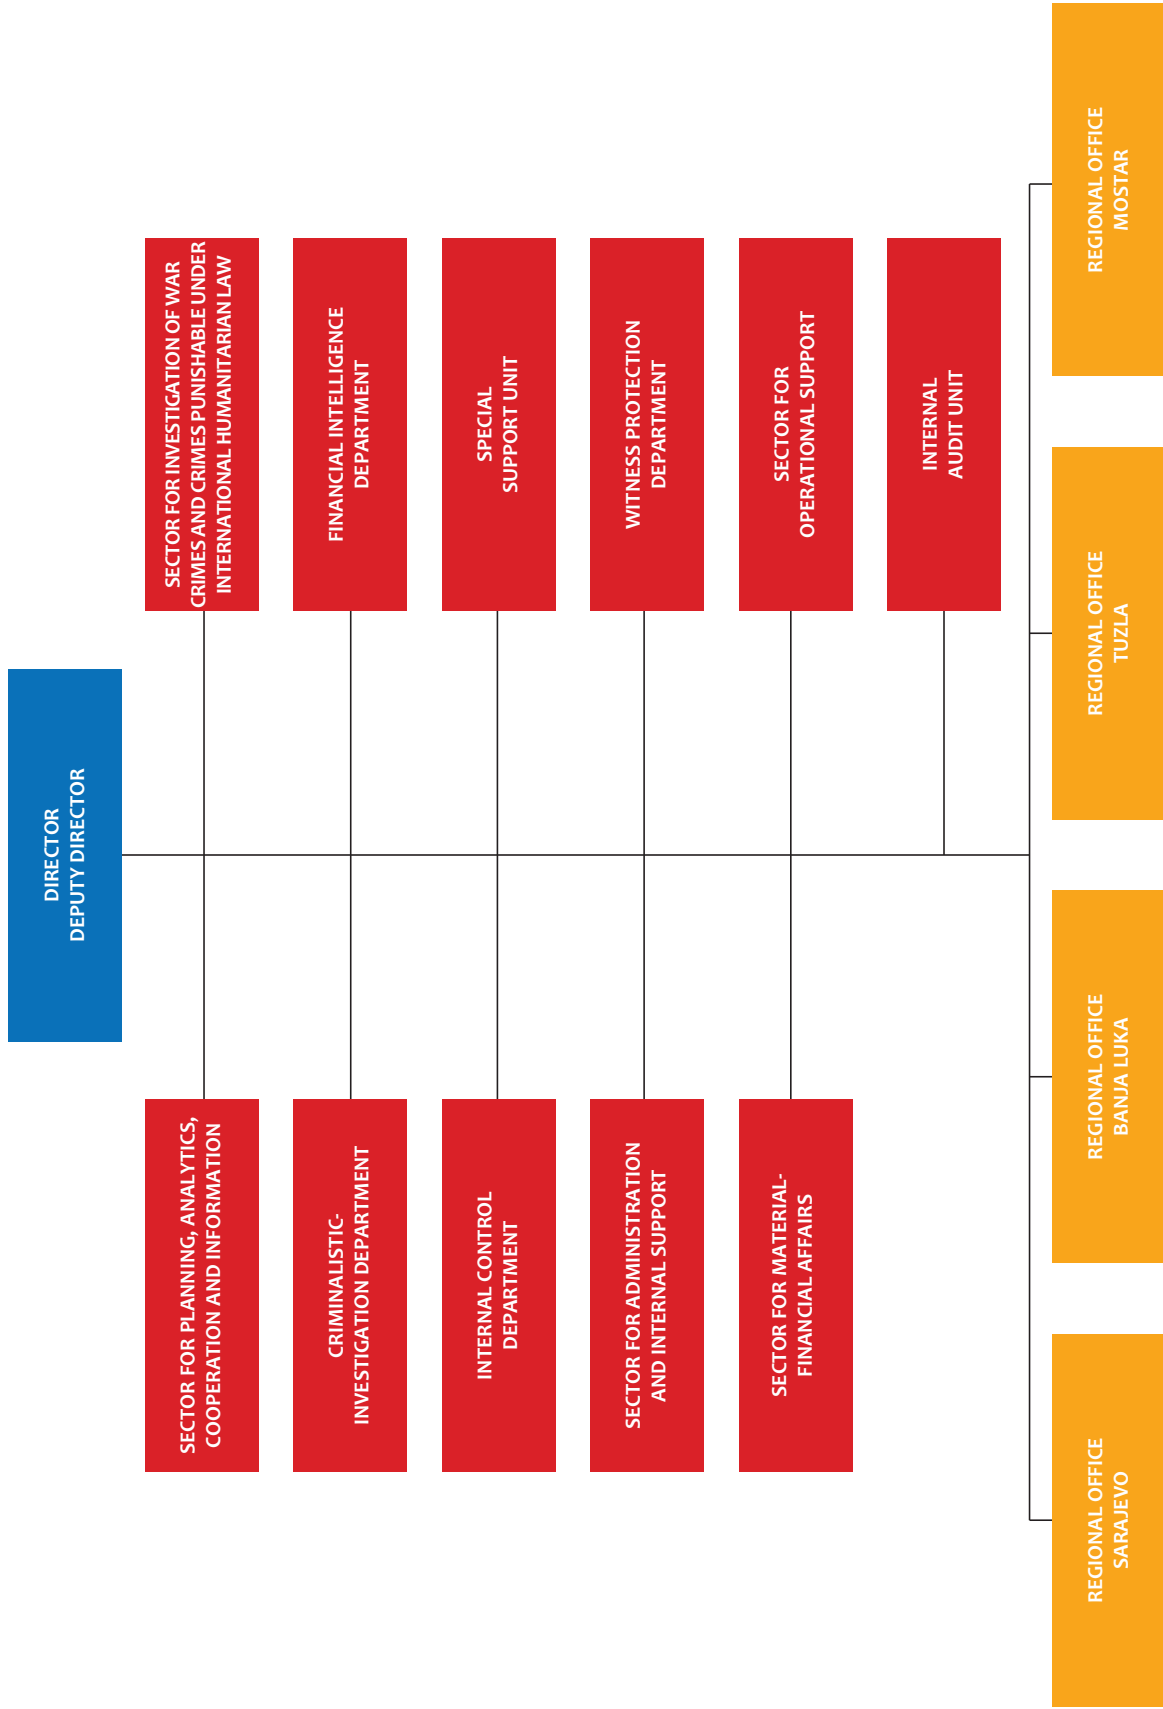 DIRECTOR
DEPUTY DIRECTOR
SECTOR FOR PLANNING, ANALYTICS,
COOPERATION AND INFORMATION
SECTOR FOR INVESTIGATION OF WAR
CRIMES AND CRIMES PUNISHABLE UNDER
INTERNATIONAL HUMANITARIAN LAW
CRIMINALISTIC-
INVESTIGATION DEPARTMENT
FINANCIAL INTELLIGENCE
DEPARTMENT
INTERNAL CONTROL
DEPARTMENT
SPECIAL
SUPPORT UNIT
SECTOR FOR ADMINISTRATION
AND INTERNAL SUPPORT
WITNESS PROTECTION
DEPARTMENT
SECTOR FOR MATERIAL-
FINANCIAL AFFAIRS
SECTOR FOR
OPERATIONAL SUPPORT
INTERNAL
AUDIT UNIT
REGIONAL OFFICE
SARAJEVO
REGIONAL OFFICE
BANJA LUKA
REGIONAL OFFICE
TUZLA
REGIONAL OFFICE
MOSTAR